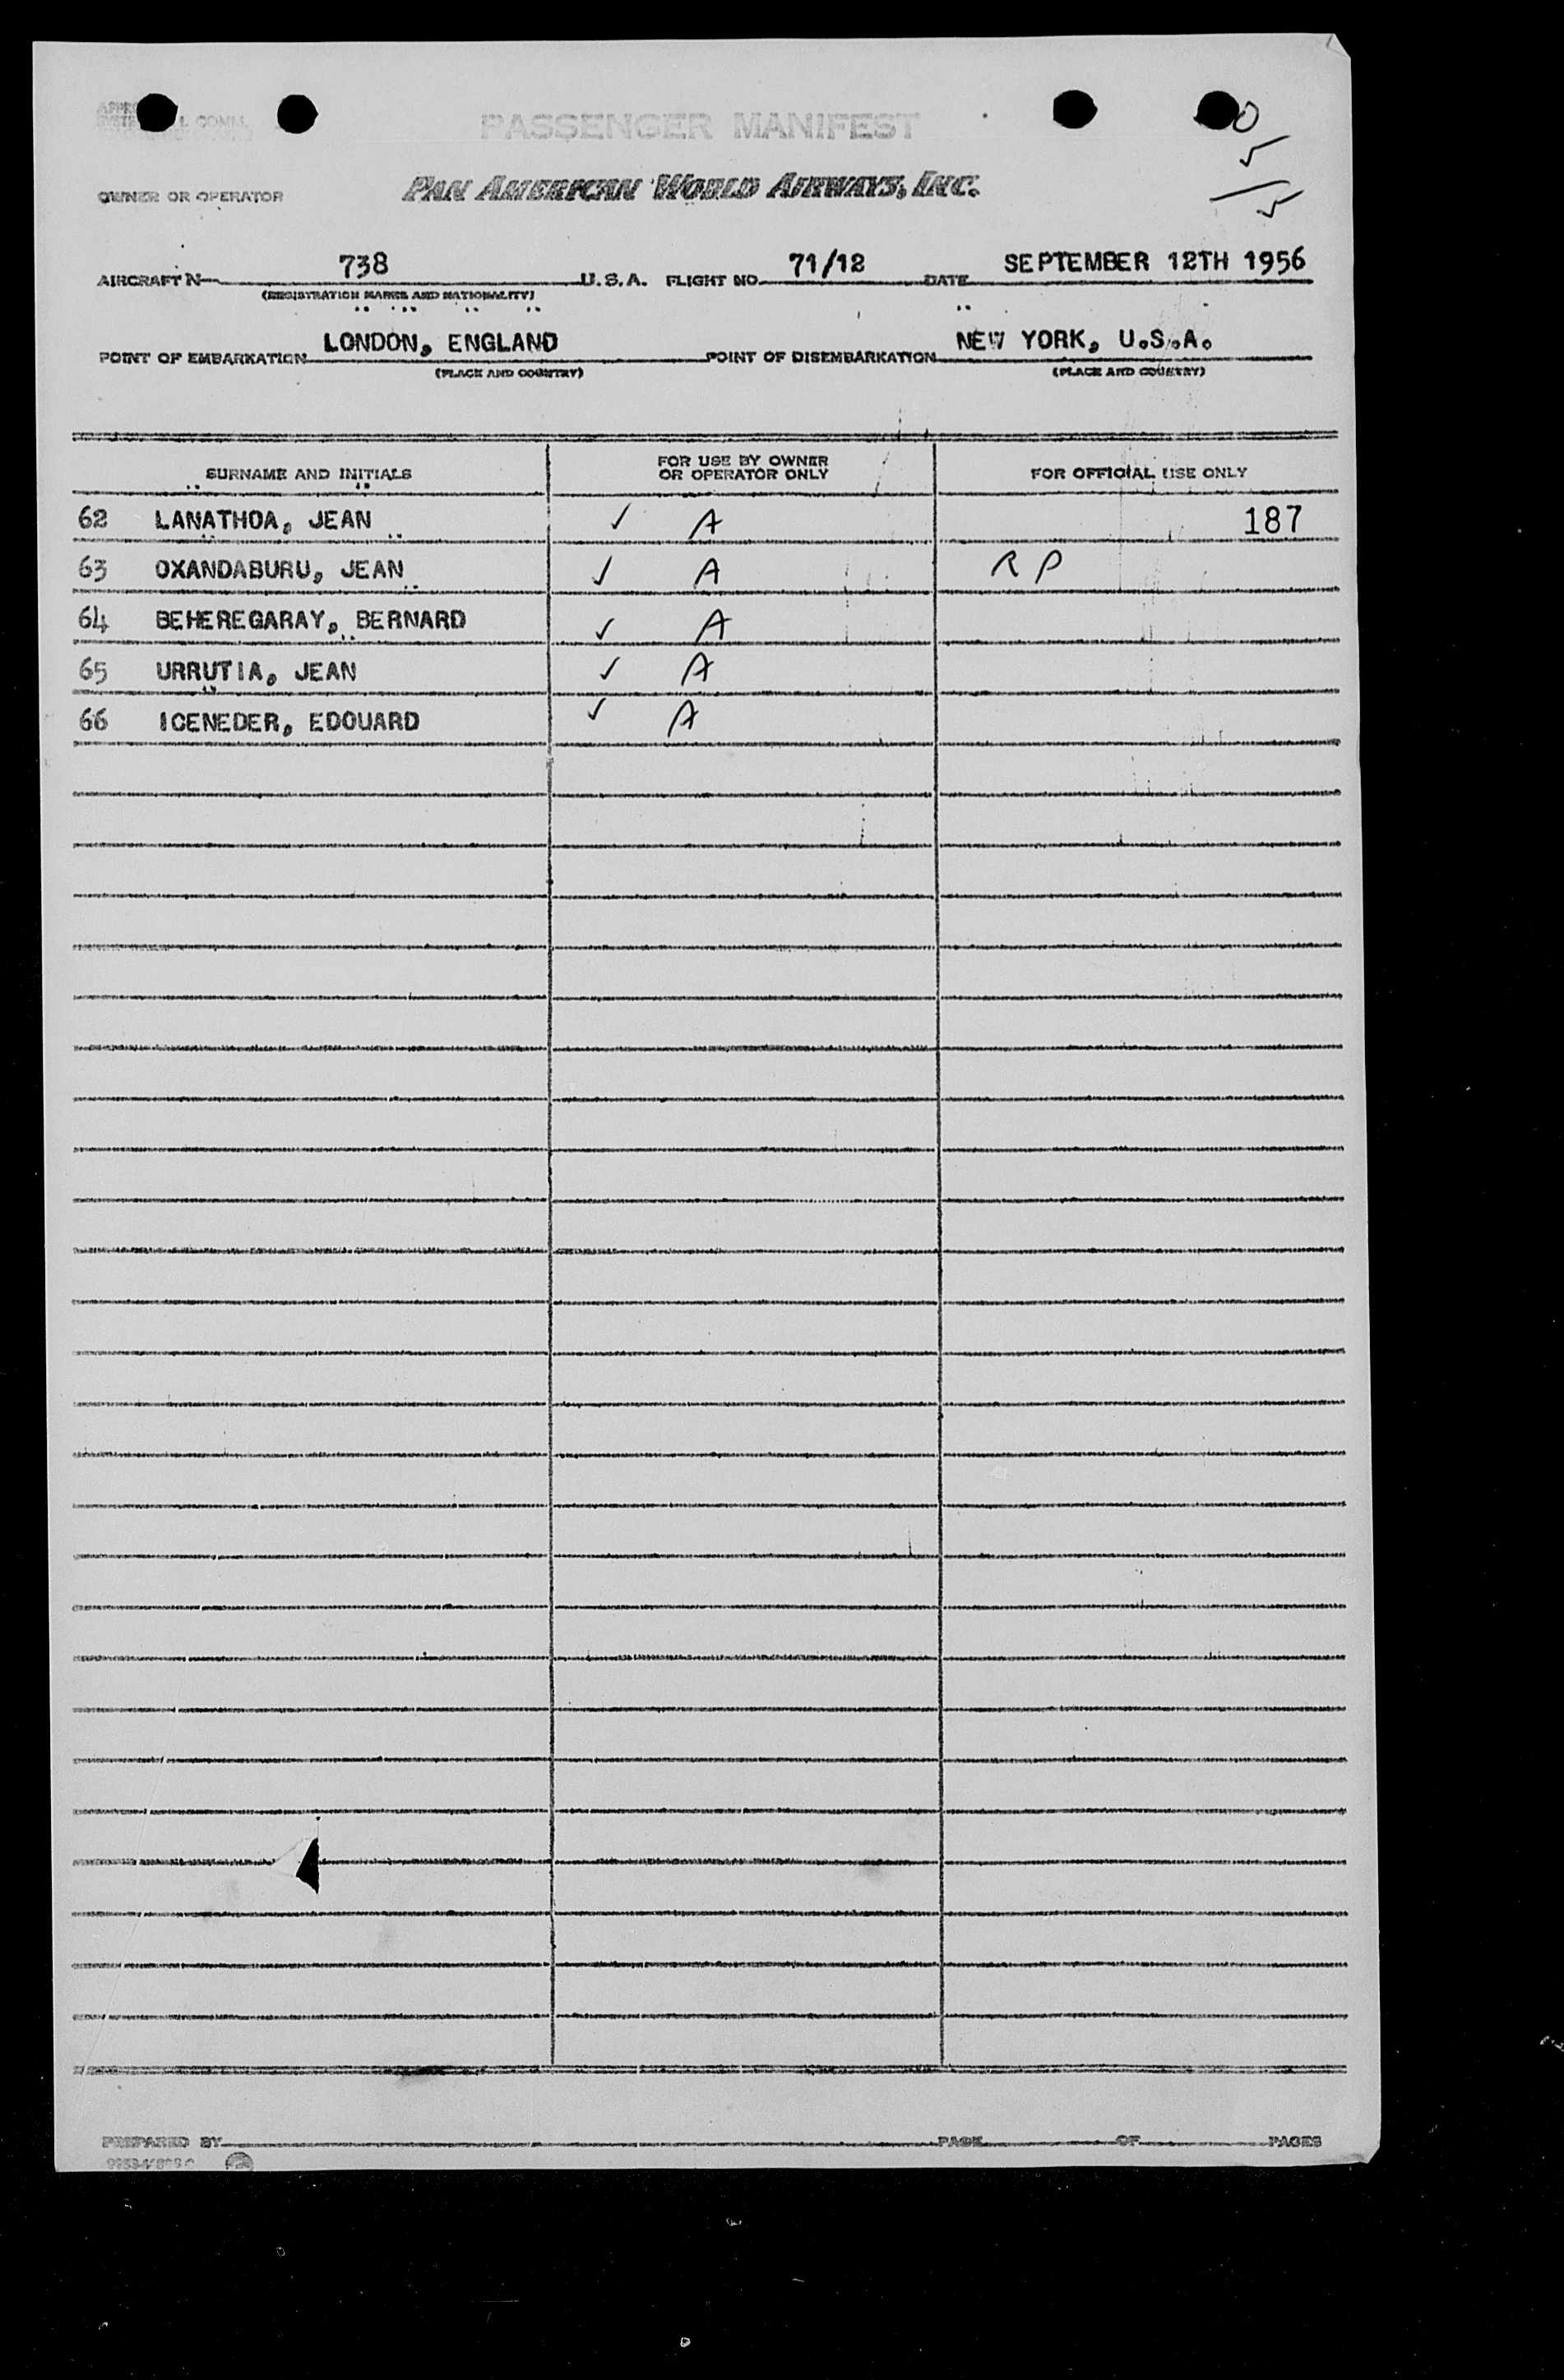 PASSENGER MANIFEST
0
5
5
OWNER OR OPERATOR PAN AMERICAN WORLD AIRWAYS, INC.
AIRCRAFT N 738 U.S.A. FLIGHT NO. 71/12 DATE SEPTEMBER 12TH 1956
(REGISTRATION MARKS AND NATIONALITY)
POINT OF EMBARKATION LONDON, ENGLAND POINT OF DISEMBARKATION NEW YORK, U.S.A.
(PLACE AND COUNTRY) (PLACE AND COUNTRY)
SURNAME AND INITIALS FOR USE BY OWNER OR OPERATOR ONLY FOR OFFICIAL USE ONLY
62 LANATHOA, JEAN ✓ A 187
63 OXANDABURU, JEAN ✓ A R P
64 BEHEREGARAY, BERNARD ✓ A
65 URRUTIA, JEAN ✓ A
66 ICENEDER, EDOUARD ✓ A
PREPARED BY PAGE OF PAGES